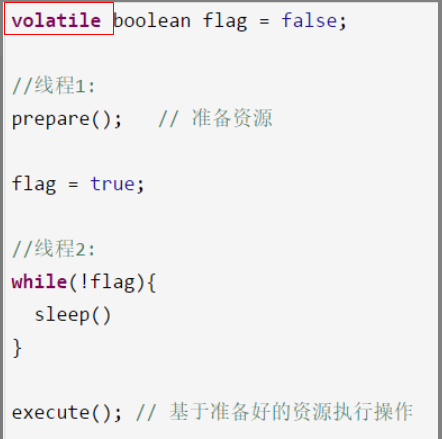 volatile boolean flag = false;
//线程1:
prepare();   // 准备资源
flag = true;
//线程2:
while(!flag){
  sleep()
}
execute(); // 基于准备好的资源执行操作